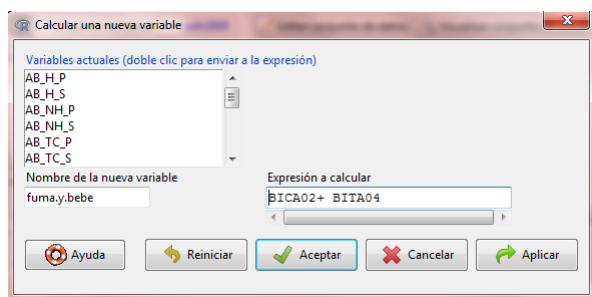 Calcular una nueva variable
Variables actuales (doble clic para enviar a la expresión)
AB_H_P
AB_H_S
AB_NH_P
AB_NH_S
AB_TC_P
AB_TC_S
Nombre de la nueva variable
Expresión a calcular
fuma.y.bebe
BICA02+ BITA04
Ayuda
Reiniciar
Aceptar
Cancelar
Aplicar